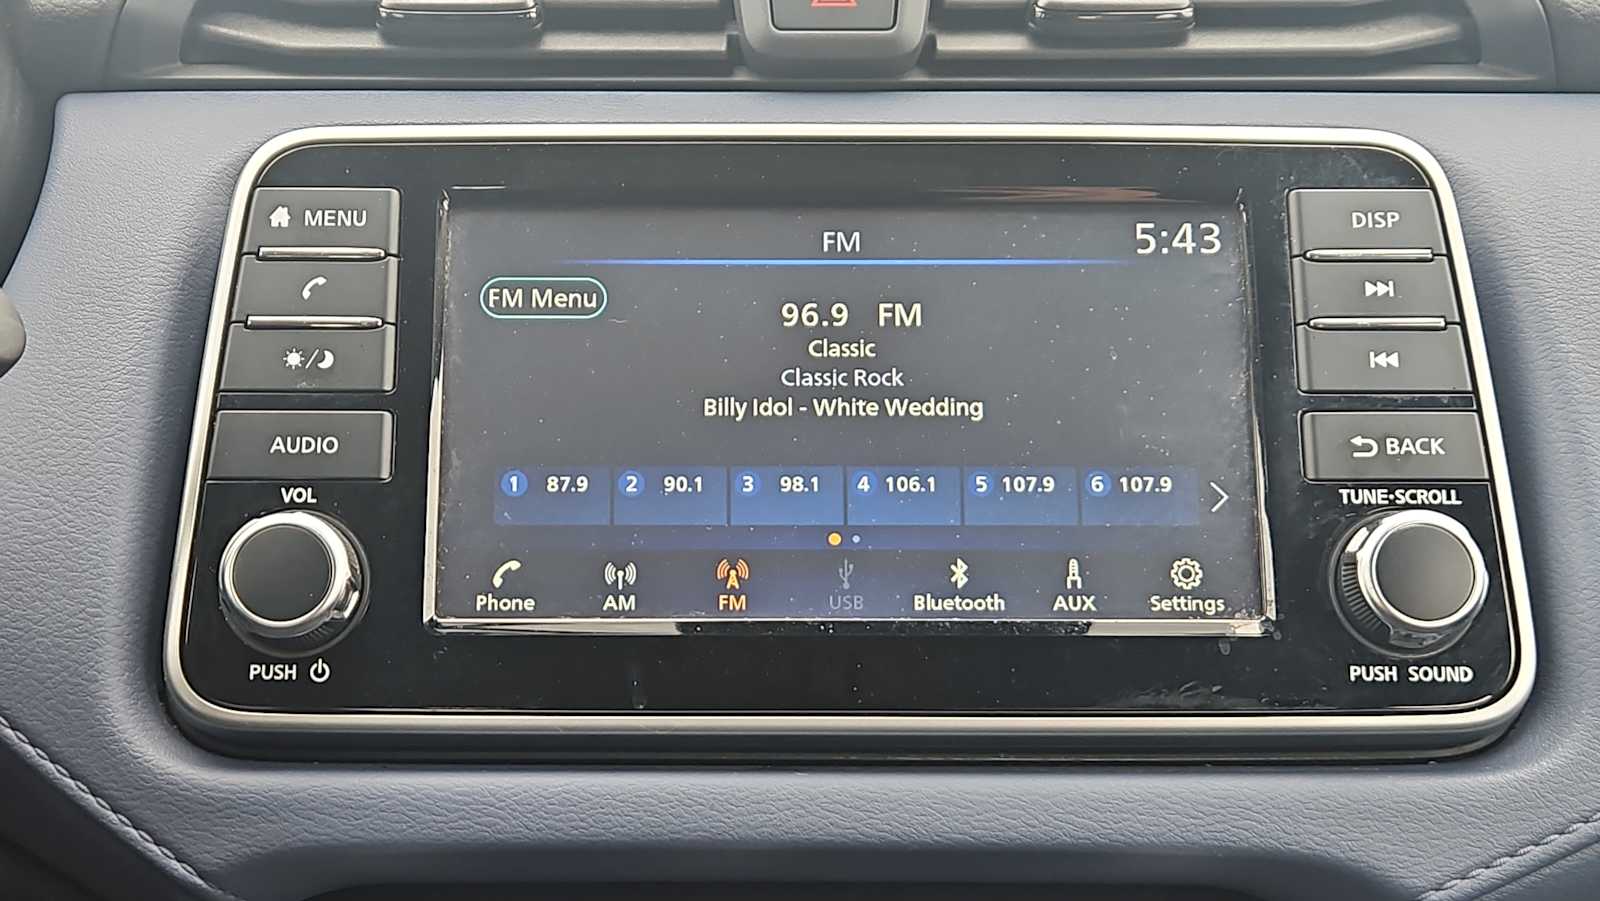 MENU
AUDIO
VOL
PUSH
FM
5:43
FM Menu
96.9 FM
Classic
Classic Rock
Billy Idol - White Wedding
1 87.9 2 90.1 3 98.1 4 106.1 5 107.9 6 107.9
Phone AM FM USB Bluetooth AUX Settings
DISP
BACK
TUNE•SCROLL
PUSH SOUND